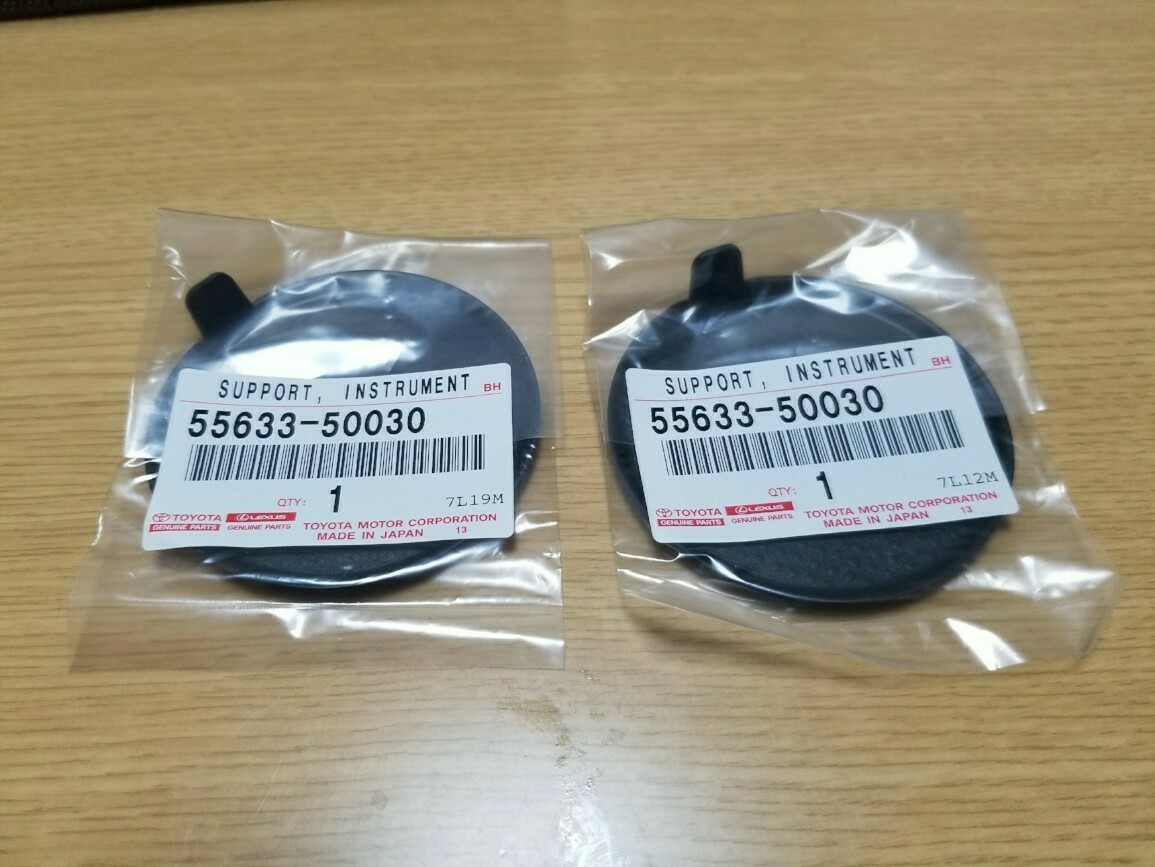 SUPPORT, INSTRUMENT BH
55633-50030
QTY: 1 7L19M
TOYOTA LEXUS
GENUINE PARTS GENUINE PARTS
TOYOTA MOTOR CORPORATION
MADE IN JAPAN 13
SUPPORT, INSTRUMENT BH
55633-50030
QTY: 1 7L12M
TOYOTA LEXUS
GENUINE PARTS GENUINE PARTS
TOYOTA MOTOR CORPORATION
MADE IN JAPAN 13